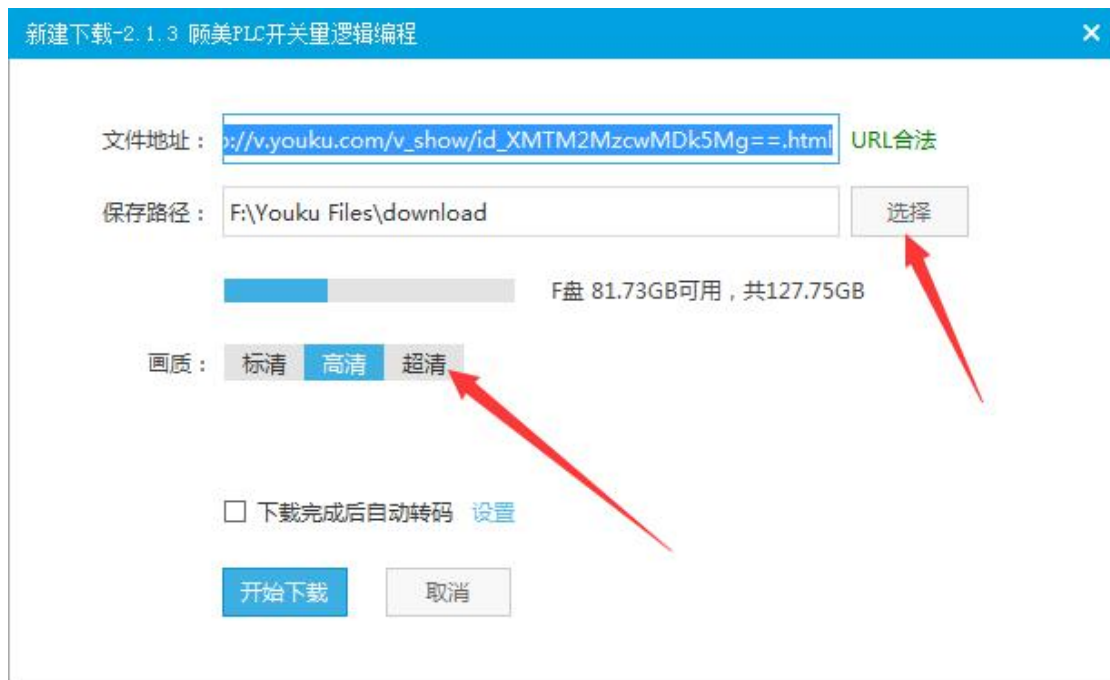 新建下载-2.1.3 顾美PLC开关量逻辑编程
文件地址： p://v.youku.com/v_show/id_XMTM2MzcwMDk5Mg==.html URL合法
保存路径： F:\Youku Files\download 选择
F盘 81.73GB可用，共127.75GB
画质： 标清 高清 超清
下载完成后自动转码 设置
开始下载 取消